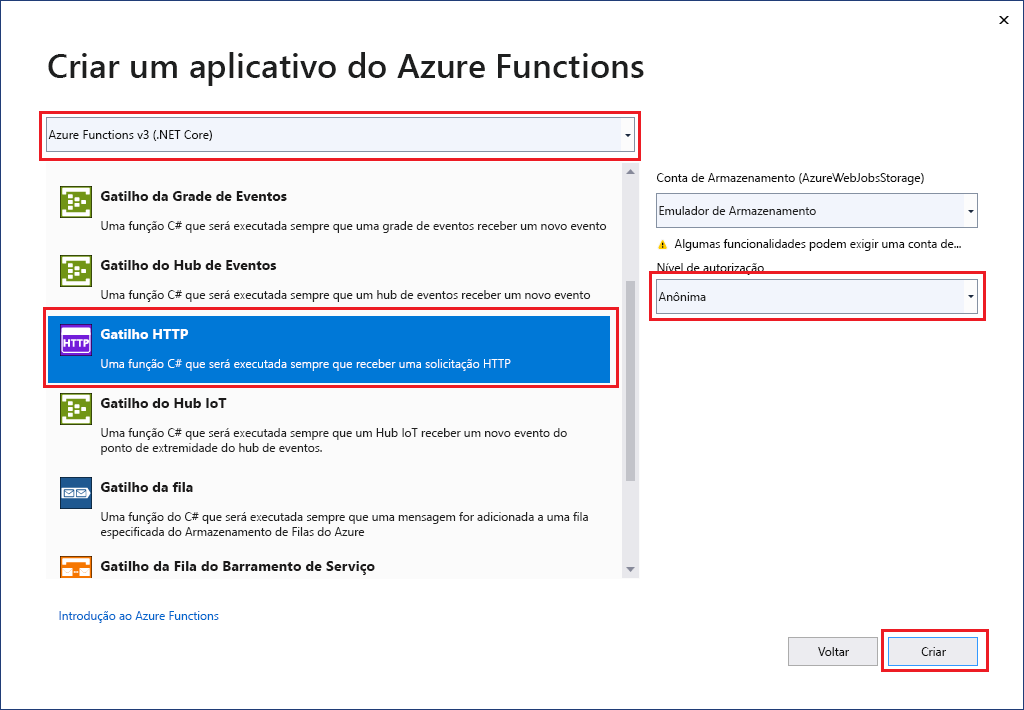 Criar um aplicativo do Azure Functions
Azure Functions v3 (.NET Core)
Gatilho da Grade de Eventos
Uma função C# que será executada sempre que uma grade de eventos receber um novo evento
Gatilho do Hub de Eventos
Uma função C# que será executada sempre que um hub de eventos receber um novo evento
HTTP
Gatilho HTTP
Uma função C# que será executada sempre que receber uma solicitação HTTP
Gatilho do Hub IoT
Uma função C# que será executada sempre que um Hub IoT receber um novo evento do
ponto de extremidade do hub de eventos.
Gatilho da fila
Uma função do C# que será executada sempre que uma mensagem for adicionada a uma fila
especificada do Armazenamento de Filas do Azure
Gatilho da Fila do Barramento de Serviço
Conta de Armazenamento (AzureWebJobsStorage)
Emulador de Armazenamento
Algumas funcionalidades podem exigir uma conta de...
Nível de autorização
Anônima
Introdução ao Azure Functions
Voltar
Criar